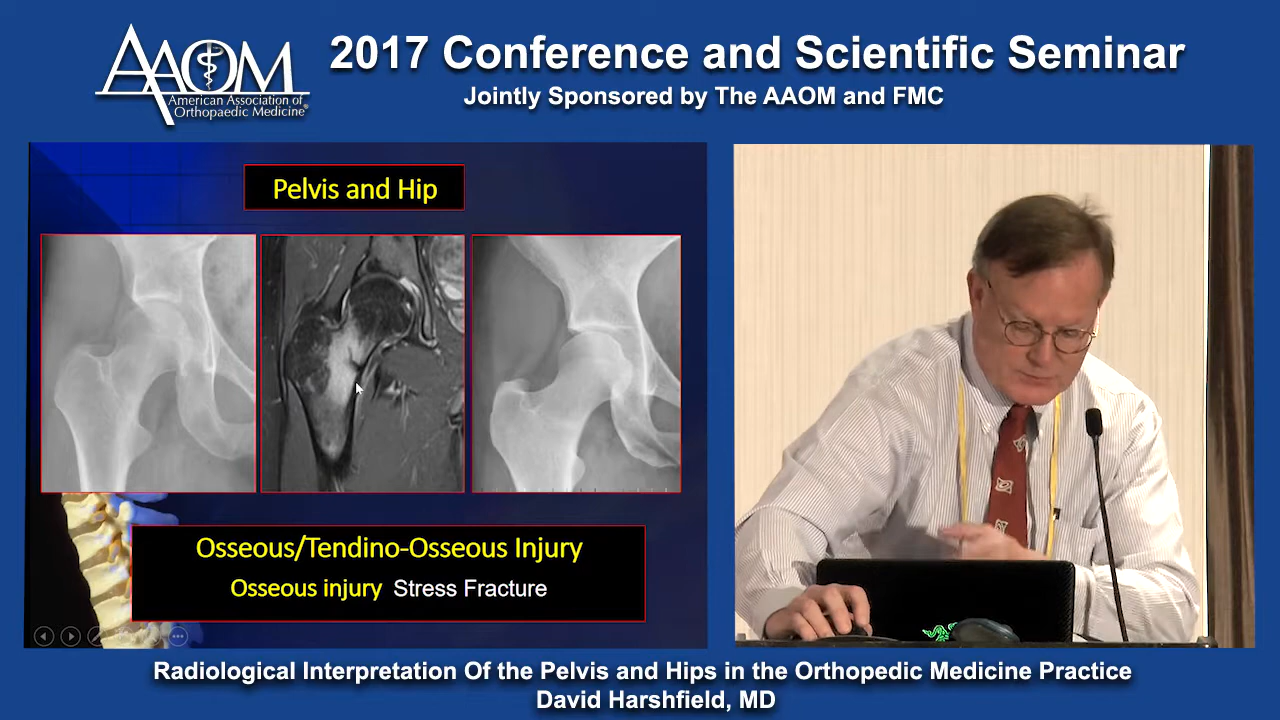 AAOM
American Association of
Orthopaedic Medicine®
2017 Conference and Scientific Seminar
Jointly Sponsored by The AAOM and FMC
Pelvis and Hip
Osseous/Tendino-Osseous Injury
Osseous injury Stress Fracture
Radiological Interpretation Of the Pelvis and Hips in the Orthopedic Medicine Practice
David Harshfield, MD